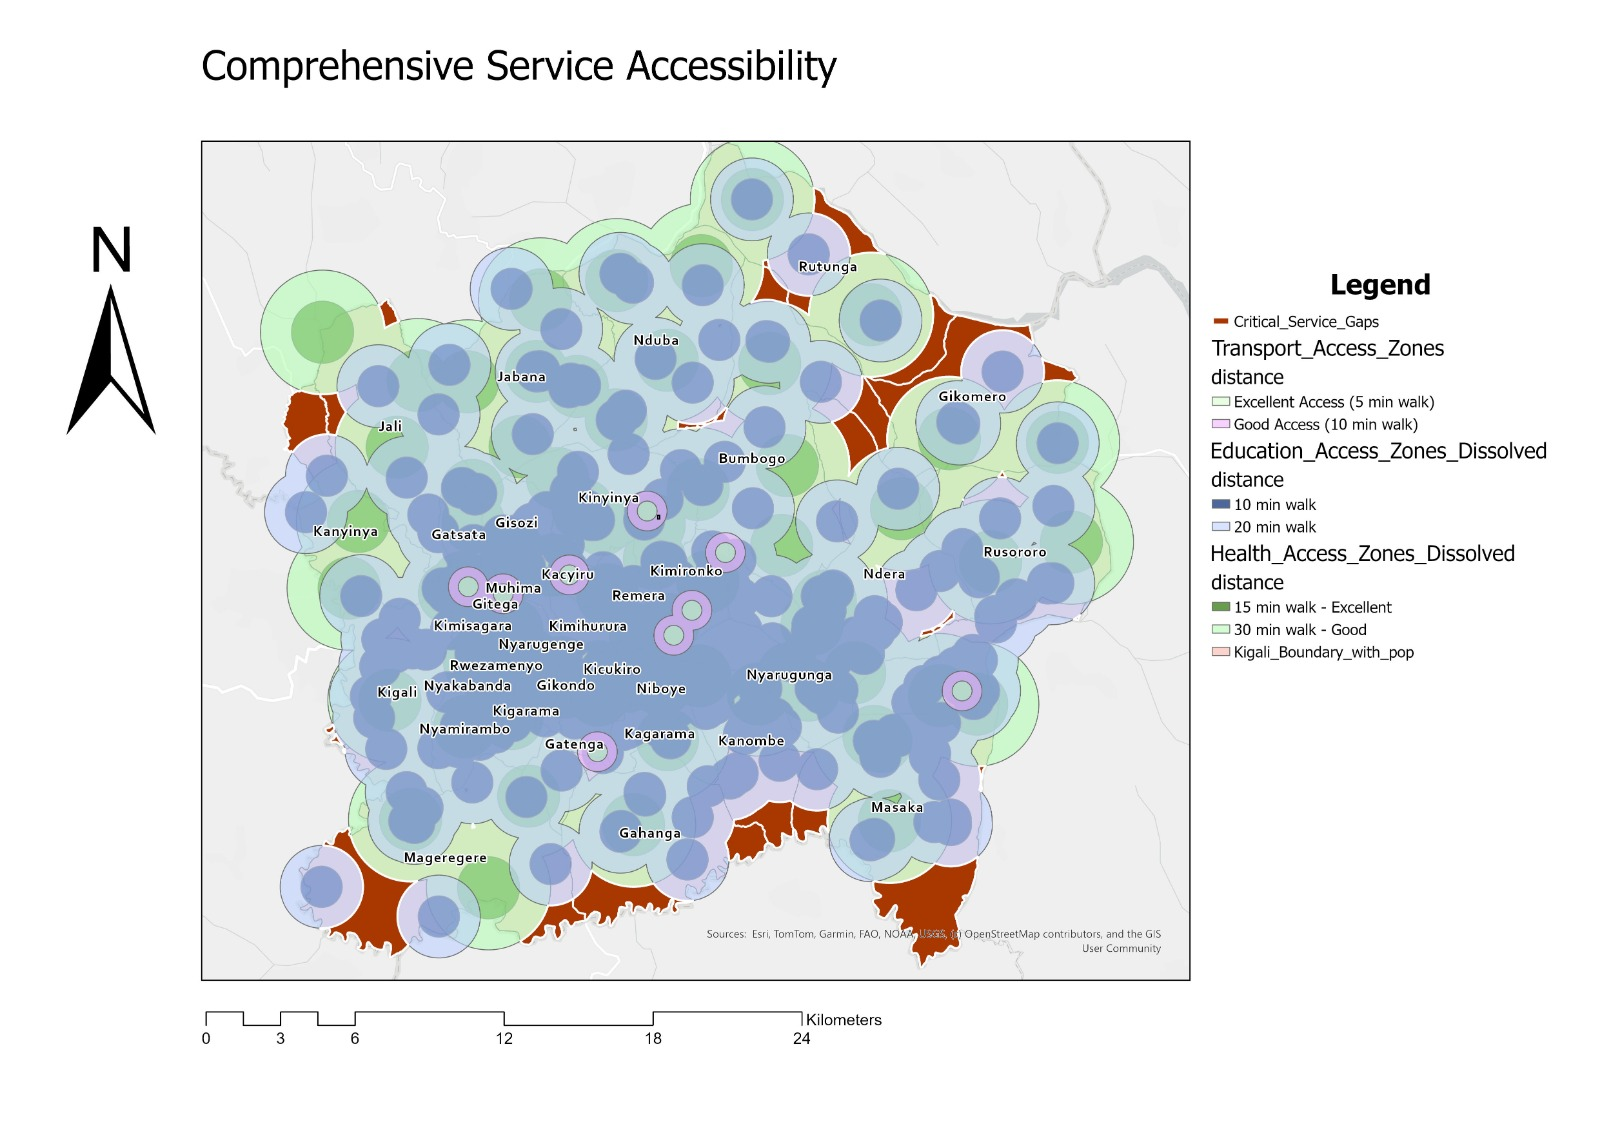 Comprehensive Service Accessibility
N
Rutunga
Nduba
Jabana
Gikomero
Jali
Bumbogo
Kinyinya
Gisozi
Kanyinya
Gatsata
Rusororo
Kacyiru
Kimironko
Ndera
Muhima
Remera
Gitega
Kimisagara
Kimihurura
Nyarugenge
Rwezamenyo
Kicukiro
Nyarugunga
Kigali
Nyakabanda
Gikondo
Niboye
Kigarama
Nyamirambo
Kagarama
Gatenga
Kanombe
Masaka
Gahanga
Mageregere
Sources: Esri, TomTom, Garmin, FAO, NOAA, USGS, (c) OpenStreetMap contributors, and the GIS
User Community
Legend
Critical_Service_Gaps
Transport_Access_Zones
distance
Excellent Access (5 min walk)
Good Access (10 min walk)
Education_Access_Zones_Dissolved
distance
10 min walk
20 min walk
Health_Access_Zones_Dissolved
distance
15 min walk - Excellent
30 min walk - Good
Kigali_Boundary_with_pop
Kilometers
0 3 6 12 18 24